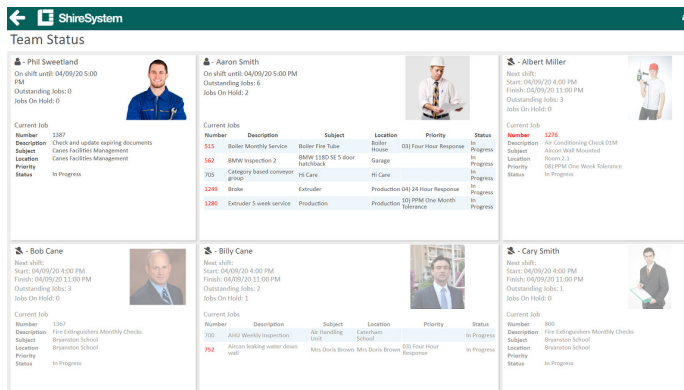 ShireSystem
Team Status
- Phil Sweetland
On shift until: 04/09/20 5:00
PM
Outstanding Jobs: 0
Jobs On Hold: 0
Current Job
Number 1387
Description Check and update expiring documents
Subject Canes Facilities Management
Location Canes Facilities Management
Priority
Status In Progress
- Aaron Smith
On shift until: 04/09/20 5:00 PM
Outstanding Jobs: 6
Jobs On Hold: 2
Current Jobs
Number Description Subject Location Priority Status
515 Boiler Monthly Service Boiler Fire Tube Boiler House 03) Four Hour Response In Progress
562 BMW Inspection 2 BMW 118D SE 5 door hatchback Garage In Progress
705 Category based conveyor group Hi Care Hi Care In Progress
1249 Broke Extruder Production 04) 24 Hour Response In Progress
1280 Extruder 5 week service Production Production 10) PPM One Month Tolerance In Progress
- Albert Miller
Next shift:
Start: 04/09/20 4:00 PM
Finish: 04/09/20 11:00 PM
Outstanding Jobs: 3
Jobs On Hold: 0
Current Job
Number 1276
Description Air Conditioning Check 01M
Subject Aircon Wall Mounted
Location Room 2.1
Priority 08) PPM One Week Tolerance
Status In Progress
- Bob Cane
Next shift:
Start: 04/09/20 4:00 PM
Finish: 04/09/20 11:00 PM
Outstanding Jobs: 3
Jobs On Hold: 0
Current Job
Number 1367
Description Fire Extinguishers Monthly Checks
Subject Bryanston School
Location Bryanston School
Priority
Status In Progress
- Billy Cane
Next shift:
Start: 04/09/20 4:00 PM
Finish: 04/09/20 11:00 PM
Outstanding Jobs: 2
Jobs On Hold: 1
Current Jobs
Number Description Subject Location Priority Status
700 AHU Weekly Inspection Air Handling Unit Caterham School In Progress
752 Aircon leaking water down wall Mrs Doris Brown Mrs Doris Brown 03) Four Hour Response In Progress
- Cary Smith
Next shift:
Start: 04/09/20 4:00 PM
Finish: 04/09/20 11:00 PM
Outstanding Jobs: 1
Jobs On Hold: 0
Current Job
Number 800
Description Fire Extinguishers Monthly Checks
Subject Bryanston School
Location Bryanston School
Priority
Status In Progress